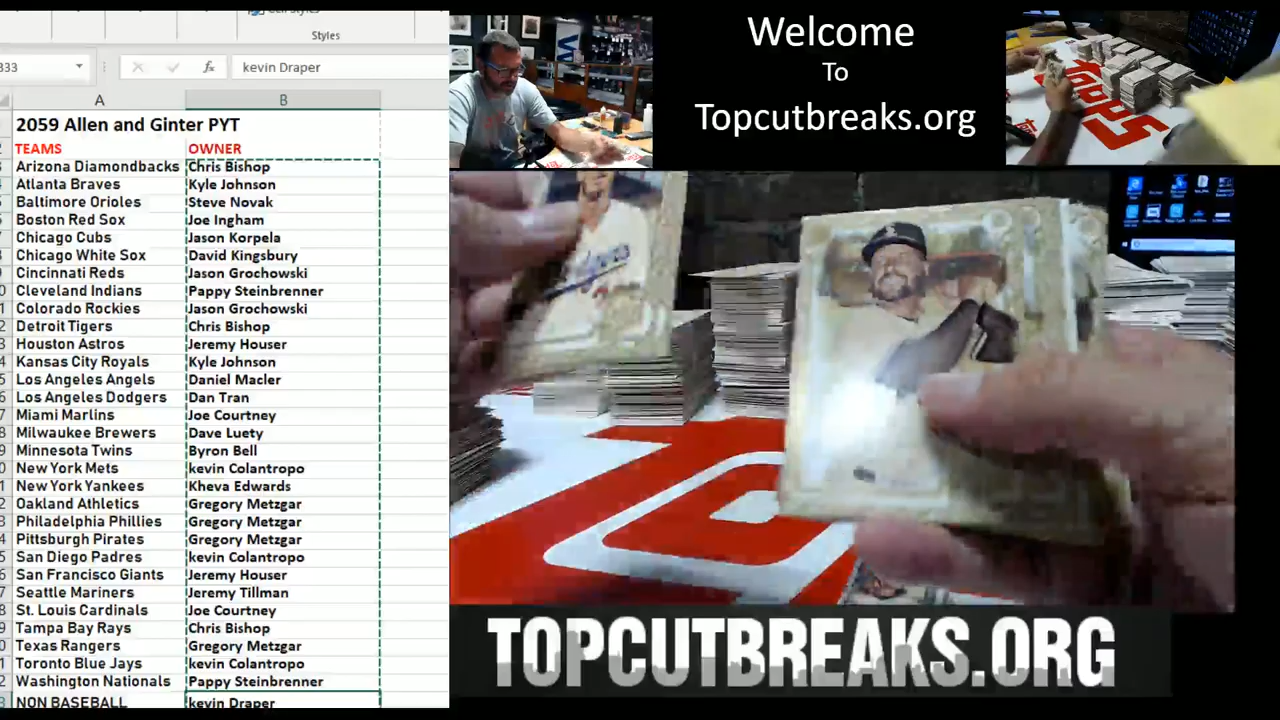 Styles
333
fx
kevin Draper
A
B
2059 Allen and Ginter PYT
TEAMS OWNER
Arizona Diamondbacks Chris Bishop
Atlanta Braves Kyle Johnson
Baltimore Orioles Steve Novak
Boston Red Sox Joe Ingham
Chicago Cubs Jason Korpela
Chicago White Sox David Kingsbury
Cincinnati Reds Jason Grochowski
Cleveland Indians Pappy Steinbrenner
Colorado Rockies Jason Grochowski
Detroit Tigers Chris Bishop
Houston Astros Jeremy Houser
Kansas City Royals Kyle Johnson
Los Angeles Angels Daniel Macler
Los Angeles Dodgers Dan Tran
Miami Marlins Joe Courtney
Milwaukee Brewers Dave Luety
Minnesota Twins Byron Bell
New York Mets kevin Colantropo
New York Yankees Kheva Edwards
Oakland Athletics Gregory Metzgar
Philadelphia Phillies Gregory Metzgar
Pittsburgh Pirates Gregory Metzgar
San Diego Padres kevin Colantropo
San Francisco Giants Jeremy Houser
Seattle Mariners Jeremy Tillman
St. Louis Cardinals Joe Courtney
Tampa Bay Rays Chris Bishop
Texas Rangers Gregory Metzgar
Toronto Blue Jays kevin Colantropo
Washington Nationals Pappy Steinbrenner
NON BASEBALL kevin Draper
Welcome
To
Topcutbreaks.org
topps
TOPCUTBREAKS.ORG